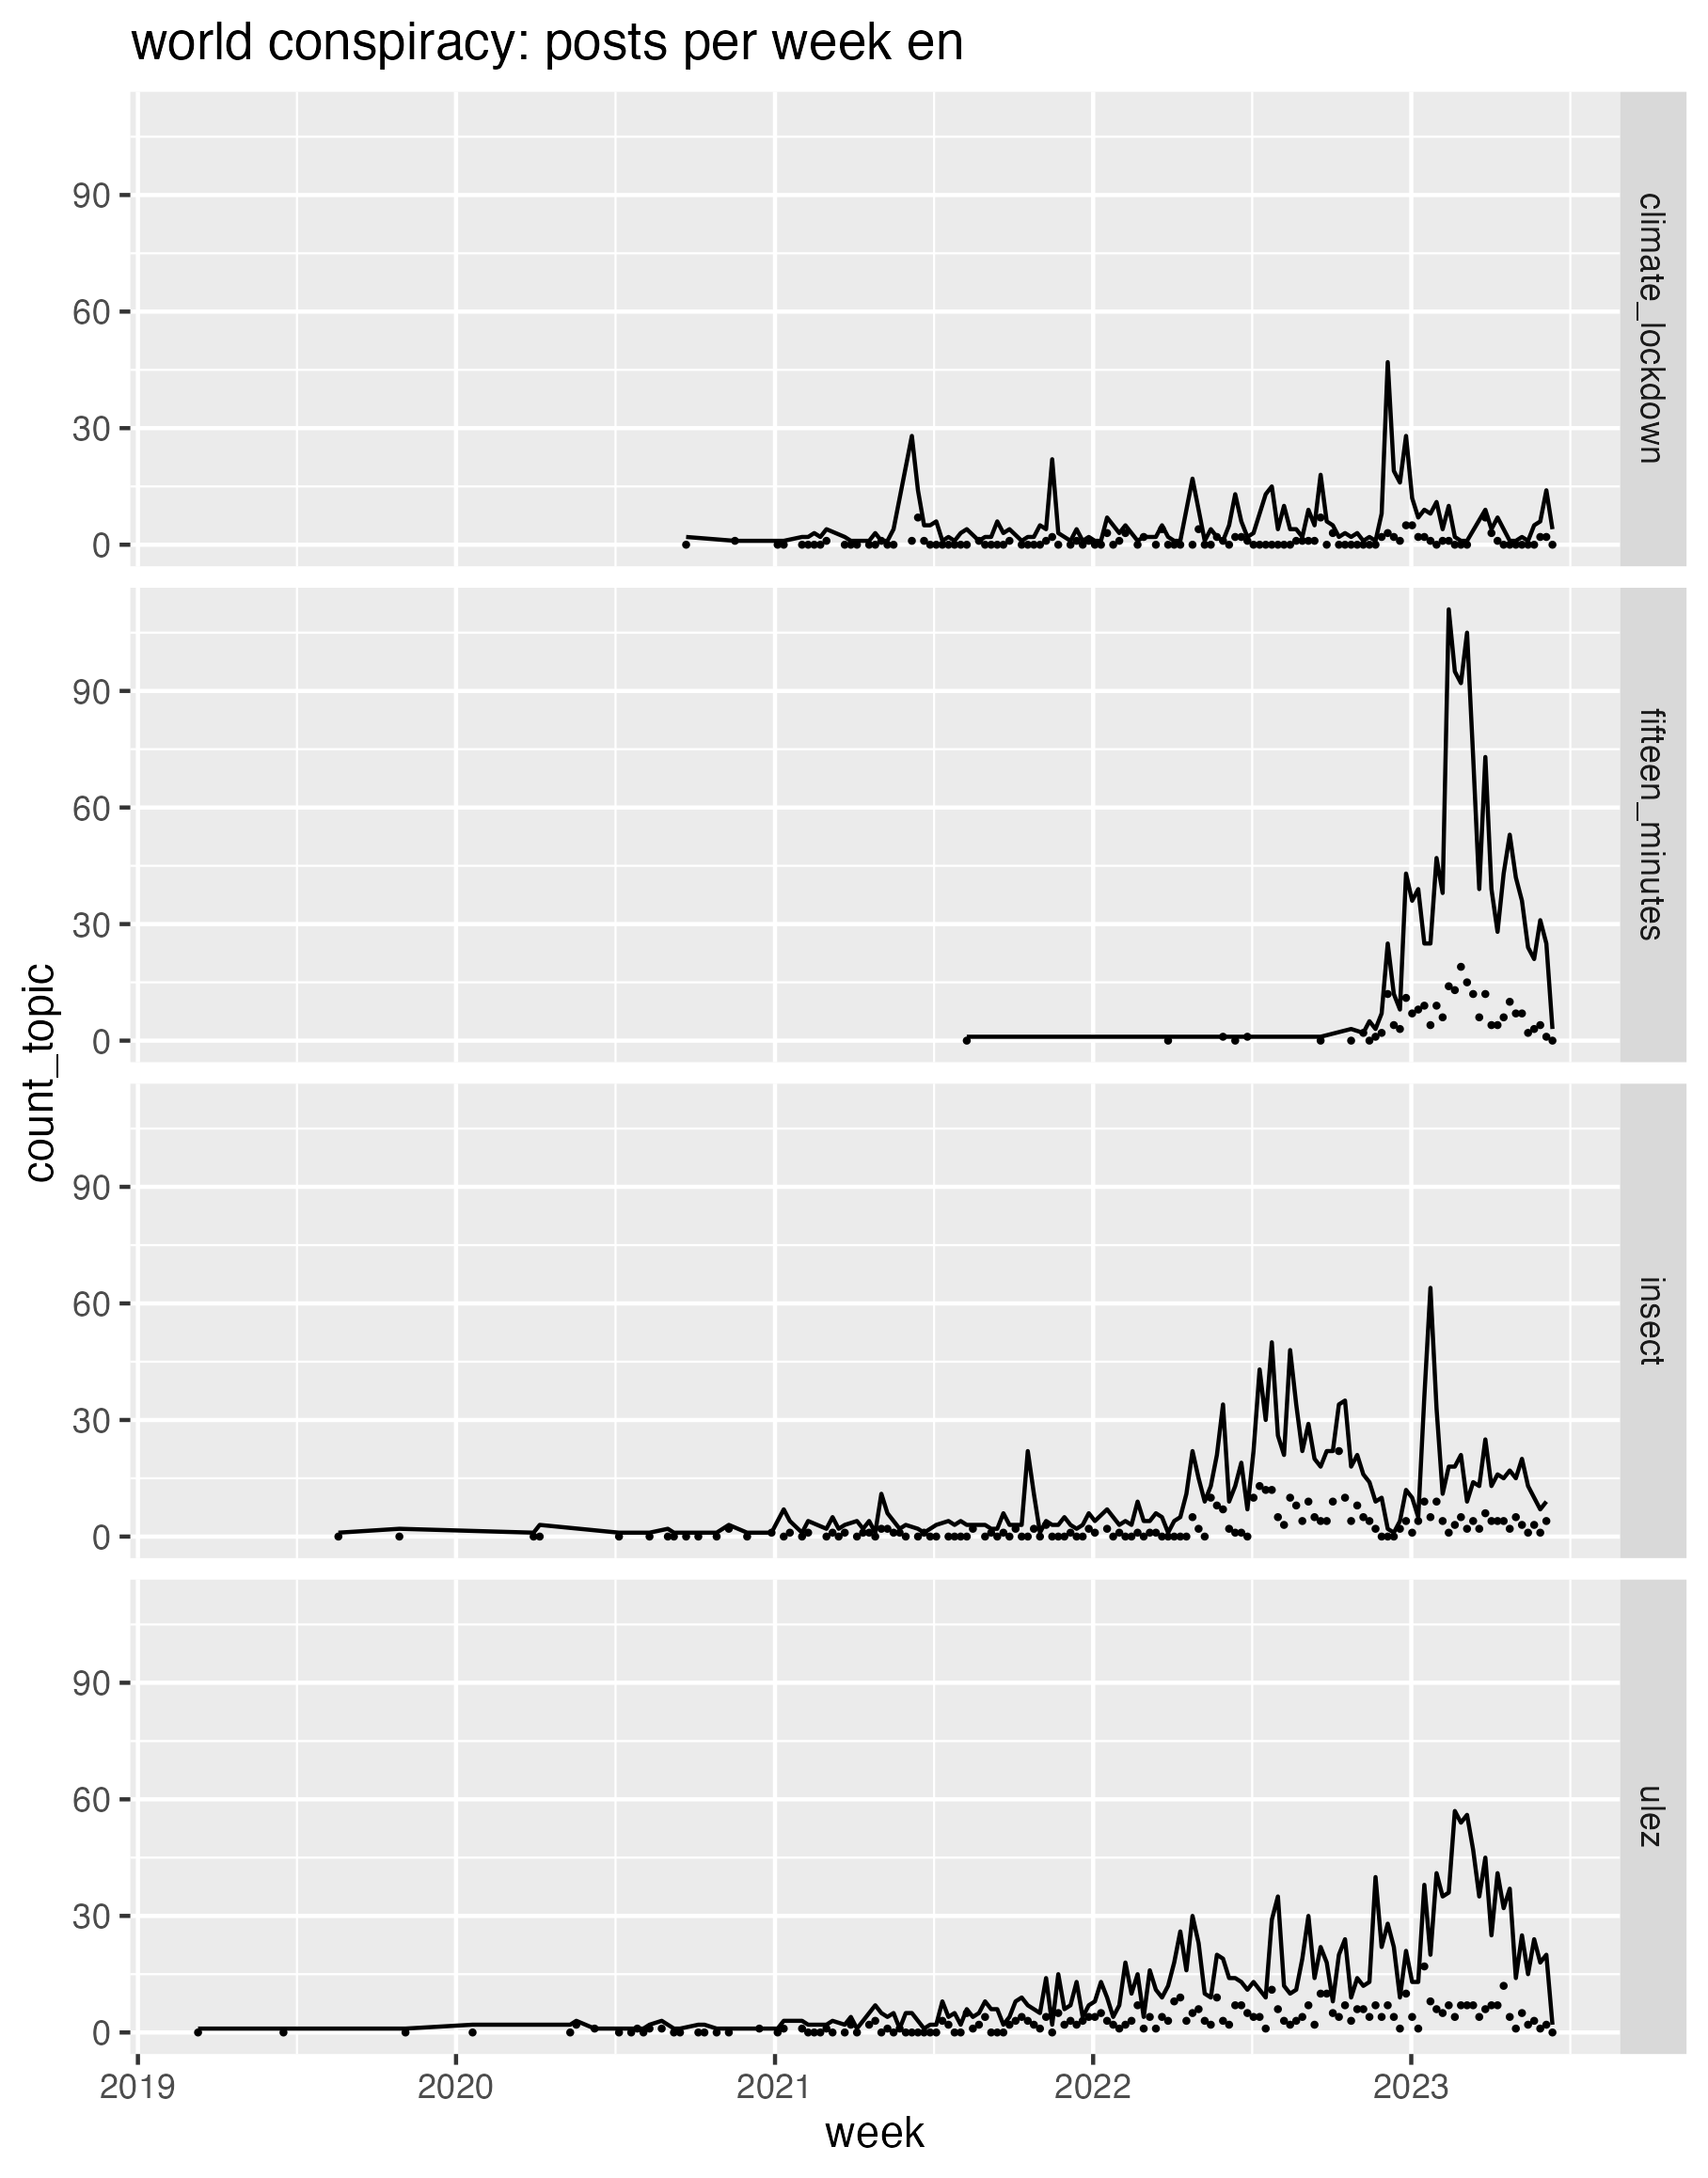 world conspiracy: posts per week en
90
60
30
0
climate_lockdown
90
60
30
0
fifteen_minutes
count_topic
90
60
30
0
insect
90
60
30
0
ulez
2019 2020 2021 2022 2023
week